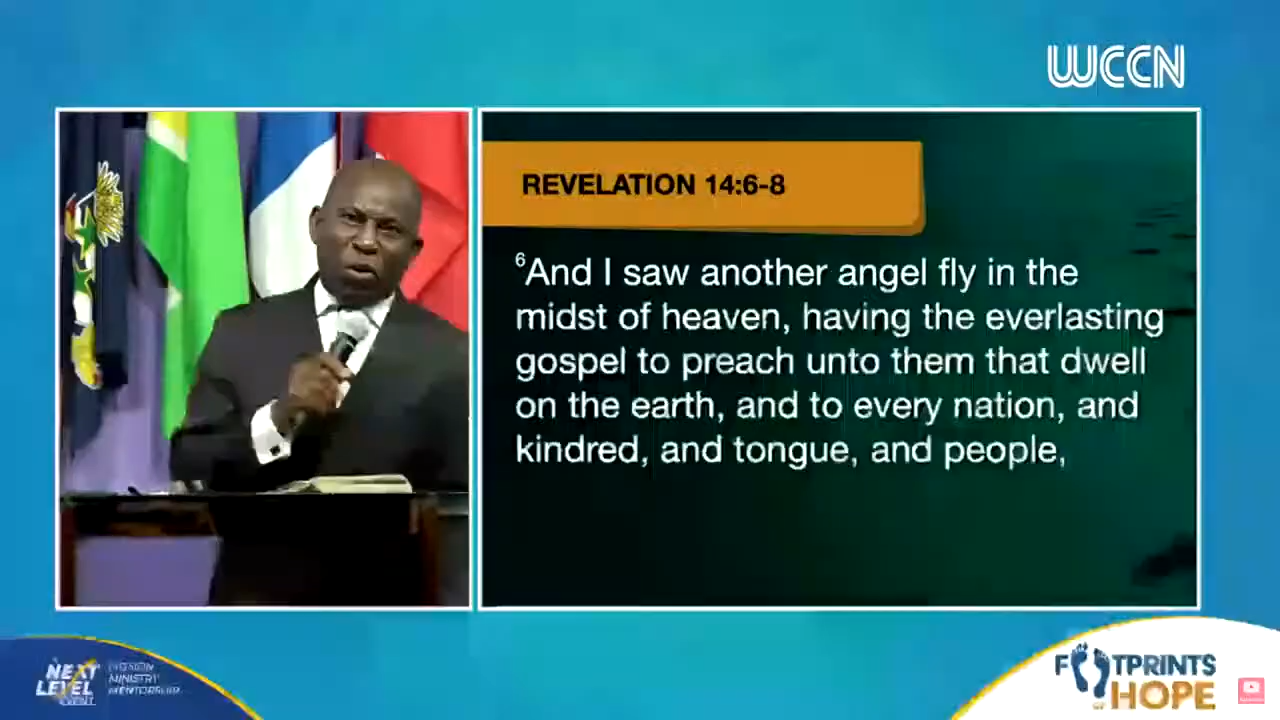 WCCN
REVELATION 14:6-8
⁶And I saw another angel fly in the
midst of heaven, having the everlasting
gospel to preach unto them that dwell
on the earth, and to every nation, and
kindred, and tongue, and people,
NEXT
LEVEL
MISSION
MINISTRY
MENTORSHIP
FOOTPRINTS
OF
HOPE